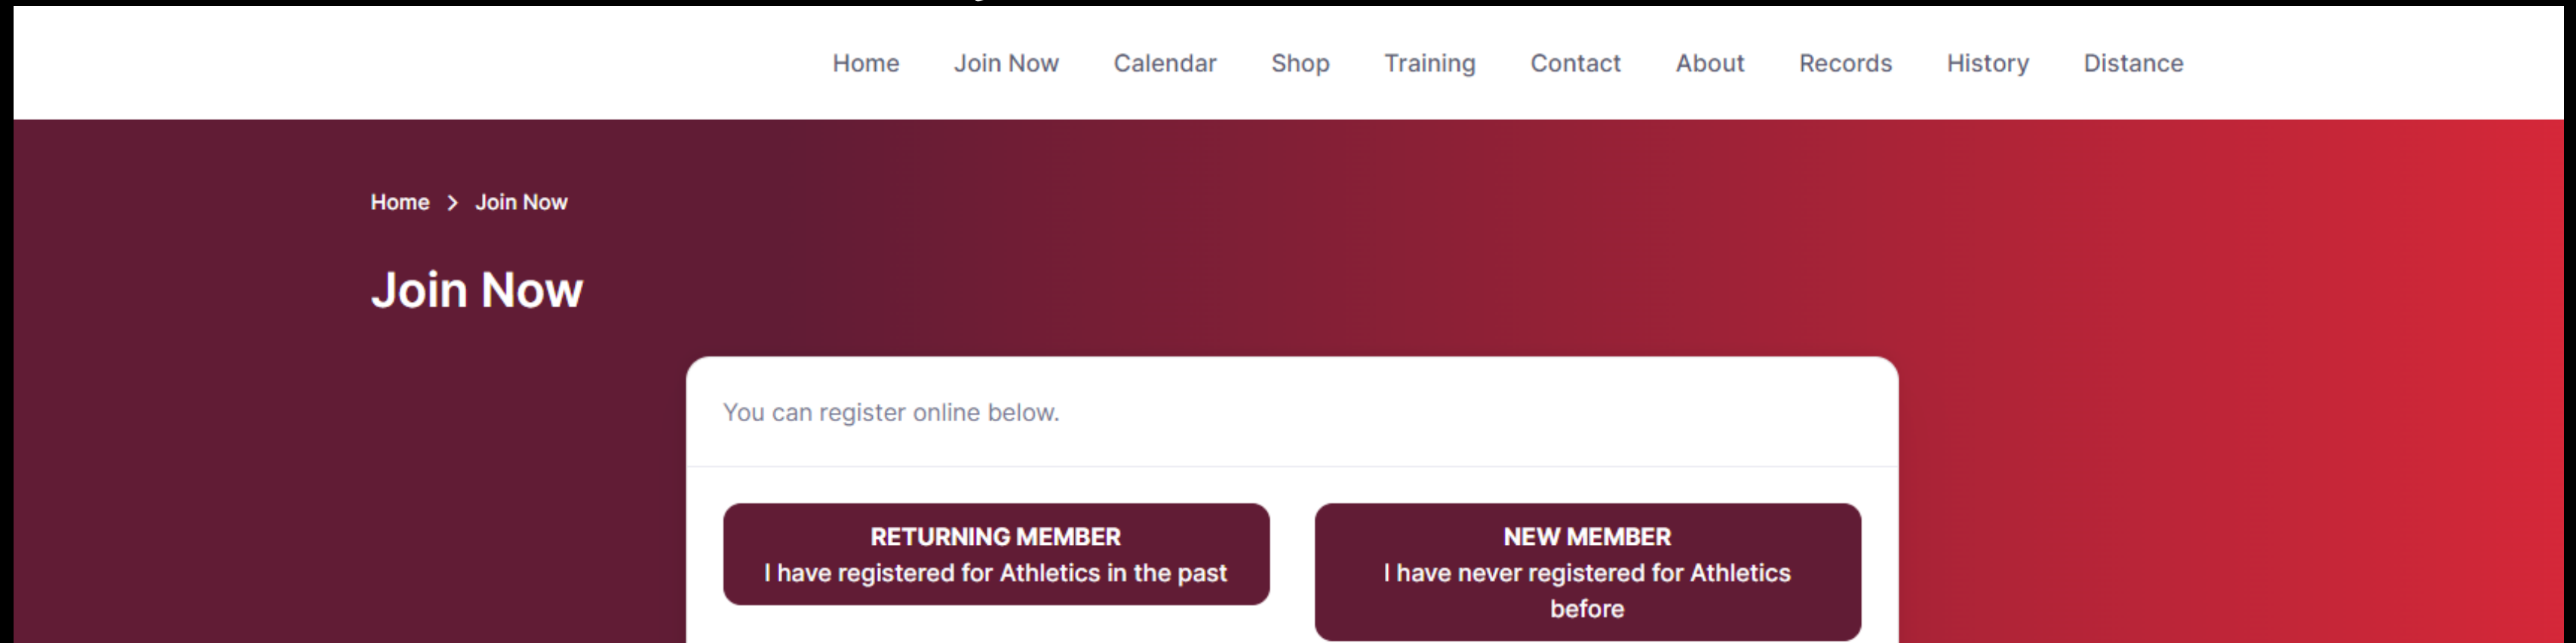 Home Join Now Calendar Shop Training Contact About Records History Distance
Home > Join Now
Join Now
You can register online below.
RETURNING MEMBER
I have registered for Athletics in the past
NEW MEMBER
I have never registered for Athletics
before